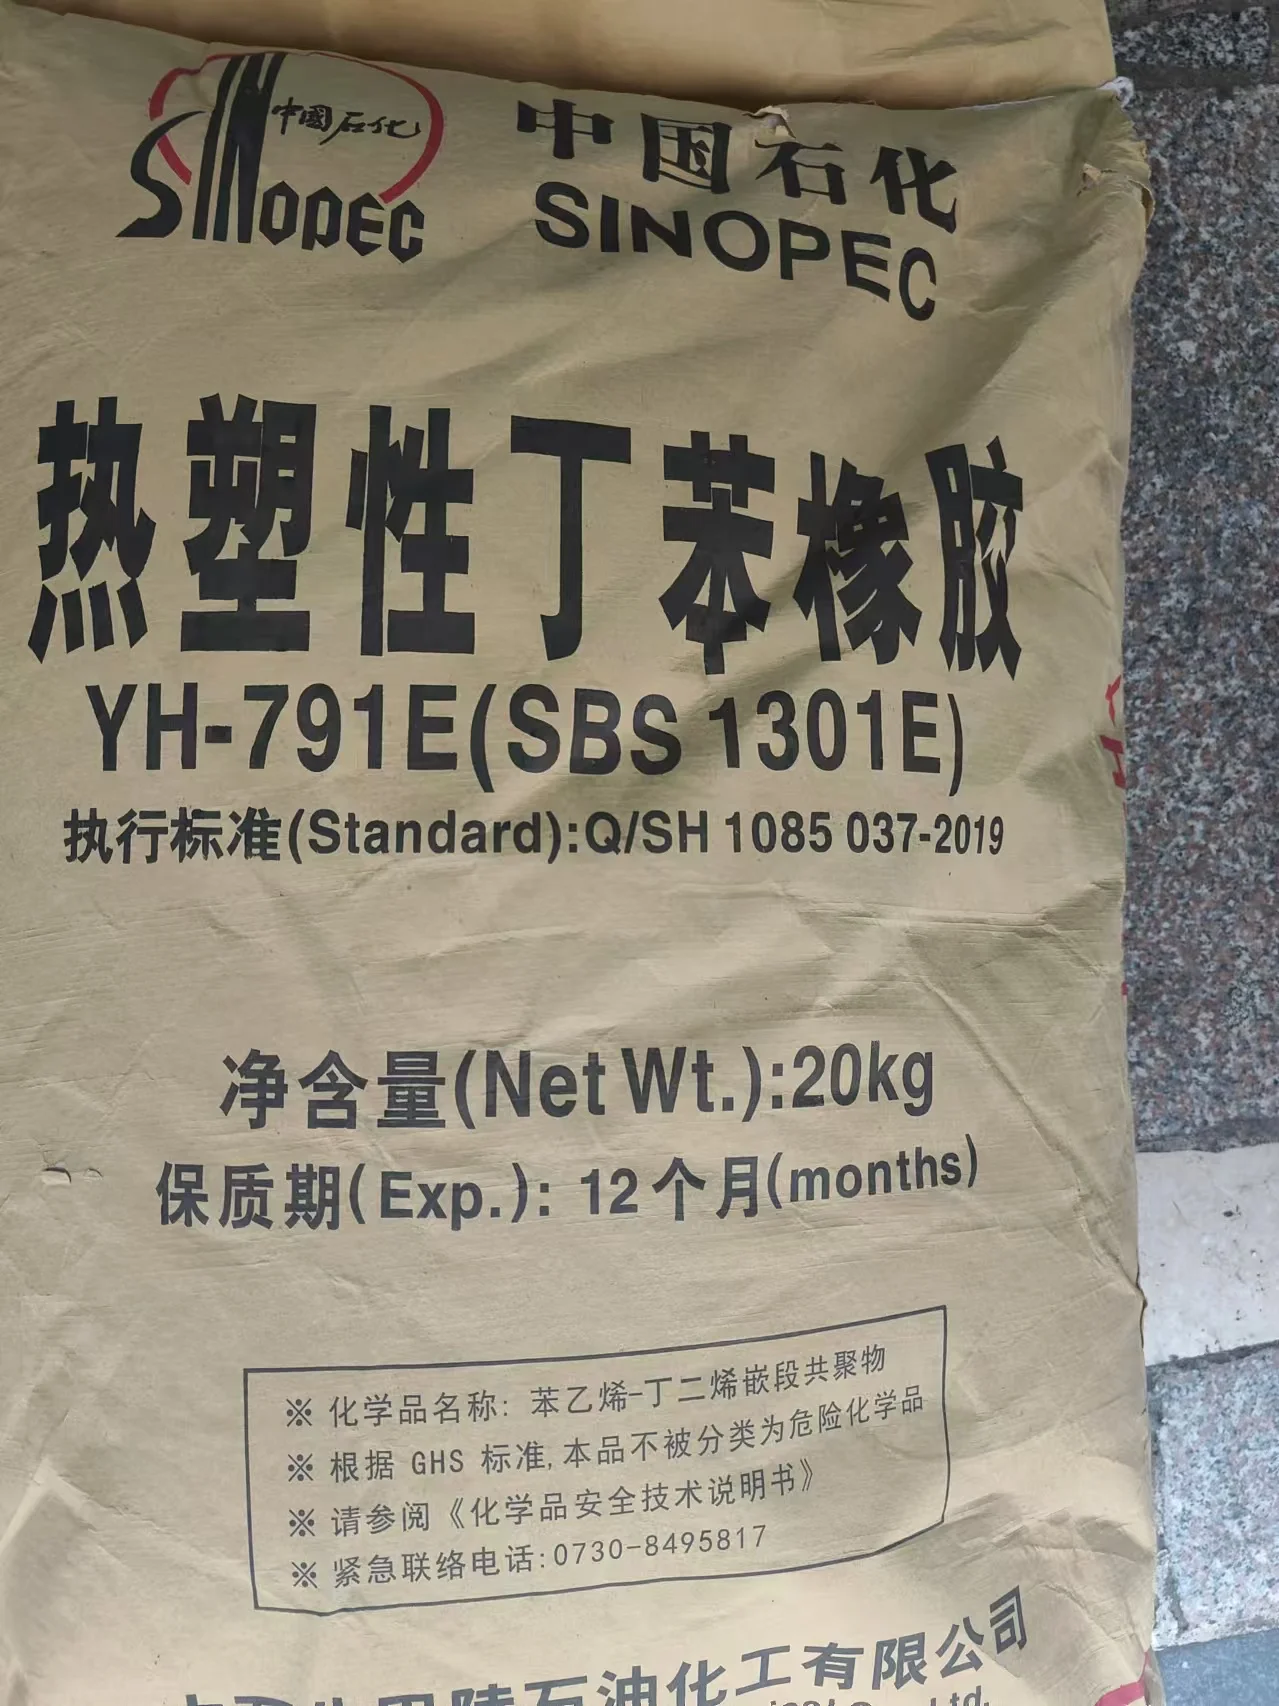 中国石化
SINOPEC
中国石化
SINOPEC
热塑性丁苯橡胶
YH-791E(SBS 1301E)
执行标准(Standard):Q/SH 1085 037-2019
净含量(Net Wt.):20kg
保质期(Exp.): 12个月(months)
※ 化学品名称: 苯乙烯-丁二烯嵌段共聚物
※ 根据 GHS 标准,本品不被分类为危险化学品
※ 请参阅《化学品安全技术说明书》
※ 紧急联络电话:0730-8495817
巴陵石油化工有限公司
Ltd.